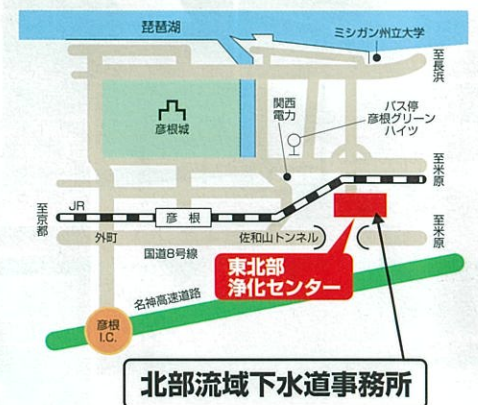 琵琶湖
ミシガン州立大学
至長浜
彦根城
関西
電力
バス停
彦根グリーン
ハイツ
至米原
至京都
JR
彦根
外町
国道8号線
佐和山トンネル
至米原
東北部
浄化センター
名神高速道路
彦根
I.C.
北部流域下水道事務所